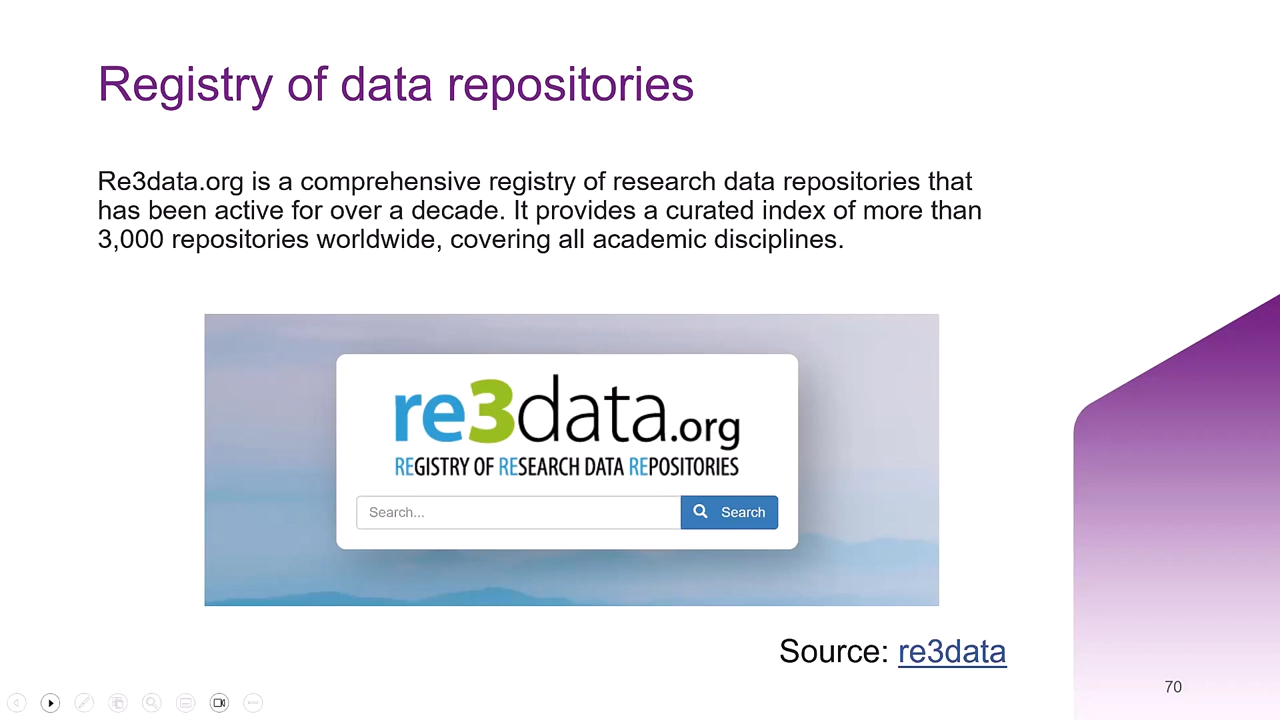 Registry of data repositories
Re3data.org is a comprehensive registry of research data repositories that
has been active for over a decade. It provides a curated index of more than
3,000 repositories worldwide, covering all academic disciplines.
re3data.org
REGISTRY OF RESEARCH DATA REPOSITORIES
Search...
Search
Source: re3data
70